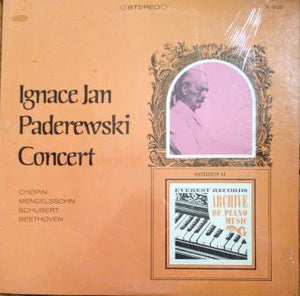 STEREO
Ignace Jan
Paderewski
Concert
CHOPIN
MENDELSSOHN
SCHUBERT
BEETHOVEN
SERIES II
EVEREST RECORDS
ARCHIVE
OF PIANO
MUSIC